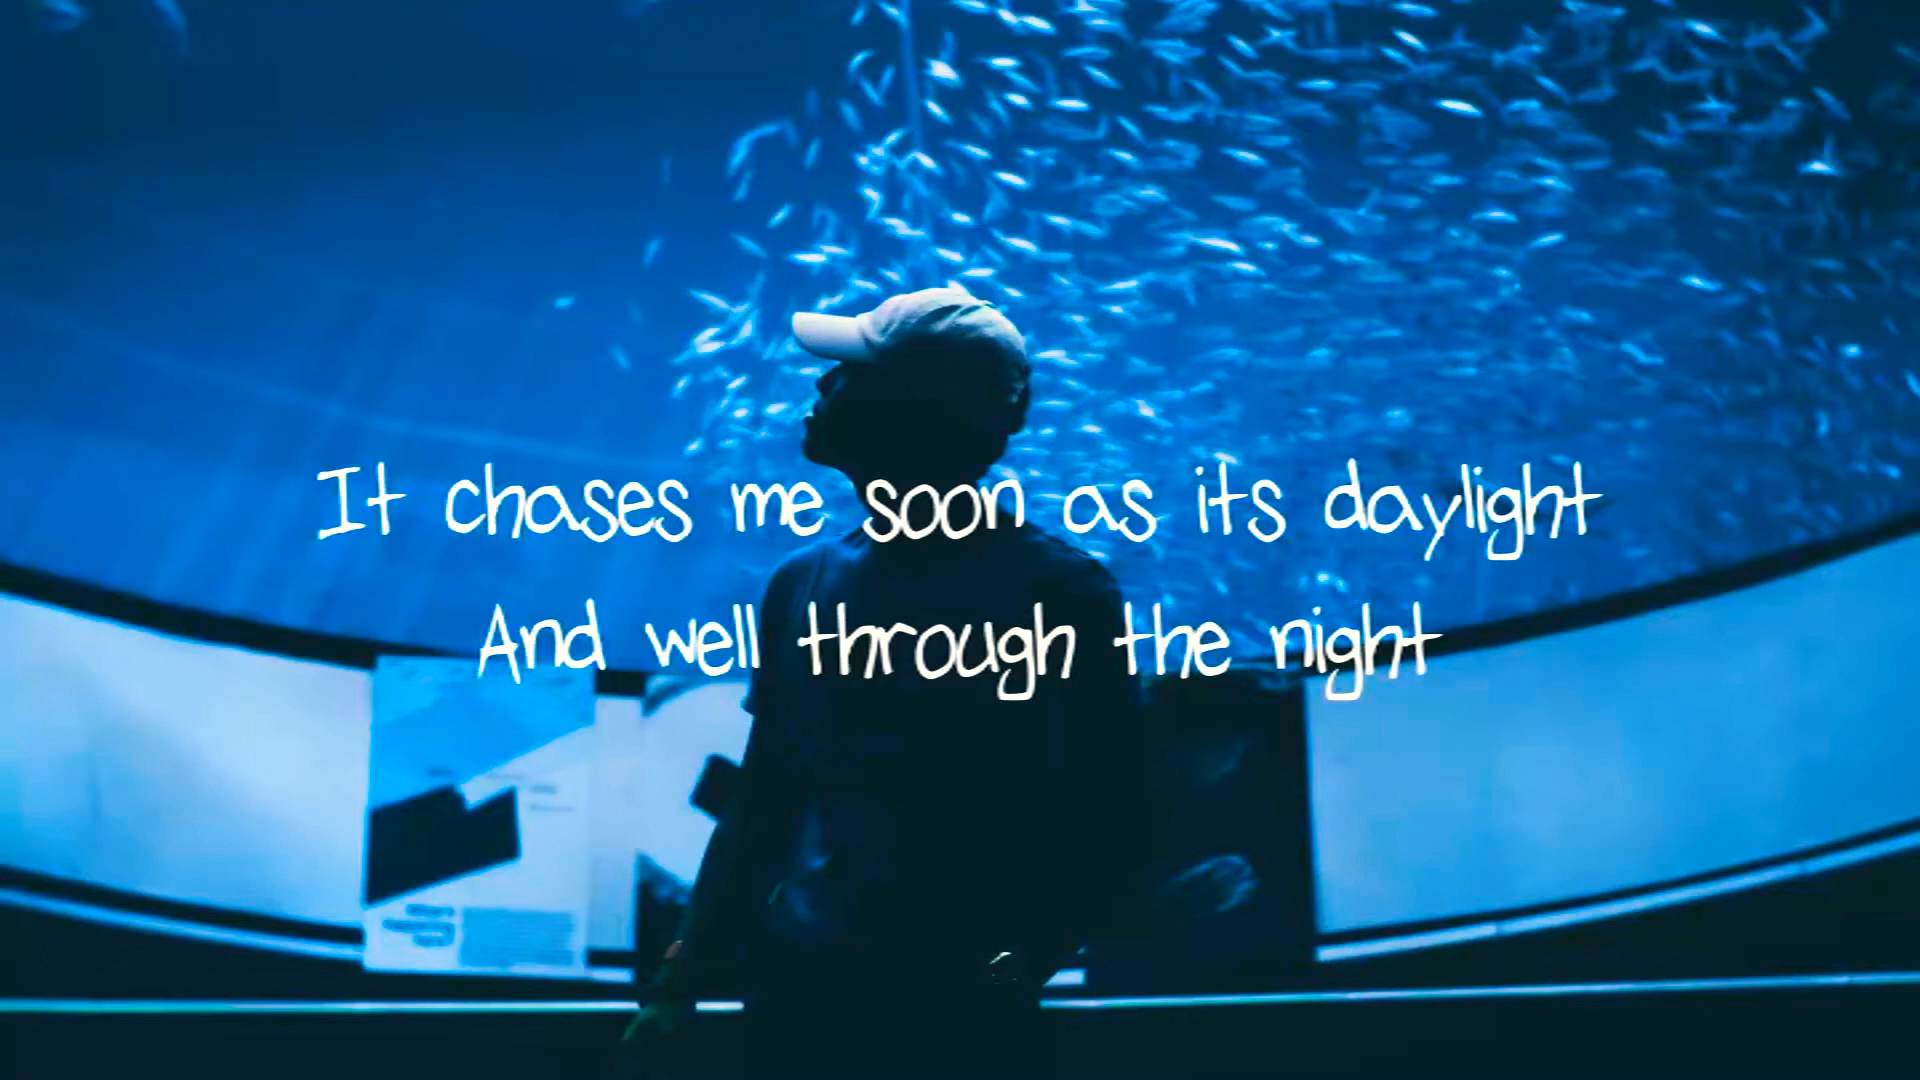 It chases me soon as its daylight
And well through the night